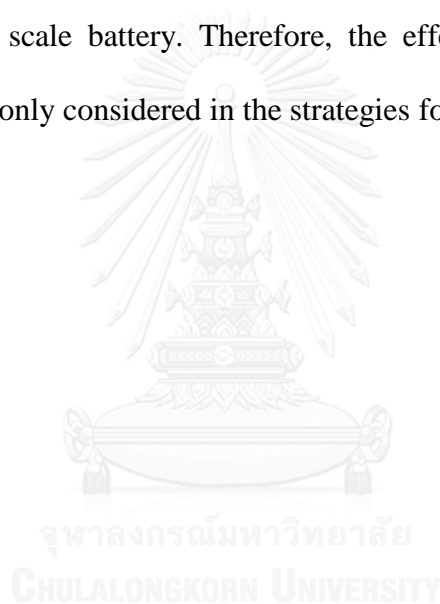 scale battery. Therefore, the effe
only considered in the strategies fo
จุฬาลงกรณ์มหาวิทยาลัย
CHULALONGKORN UNIVERSITY